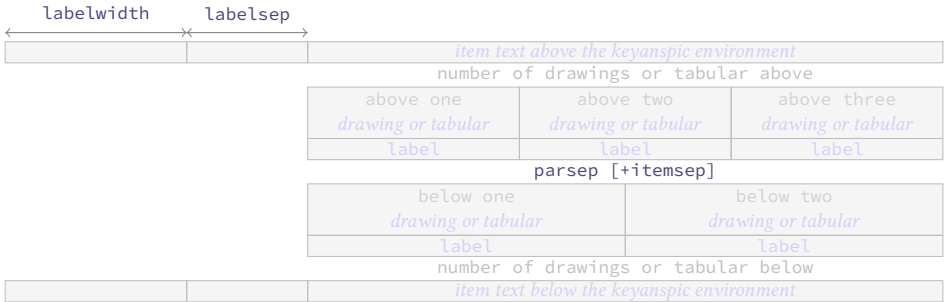 labelwidth labelsep
item text above the keyanspic environment
number of drawings or tabular above
above one above two above three
drawing or tabular drawing or tabular drawing or tabular
label label label
parsep [+itemsep]
below one below two
drawing or tabular drawing or tabular
label label
number of drawings or tabular below
item text below the keyanspic environment